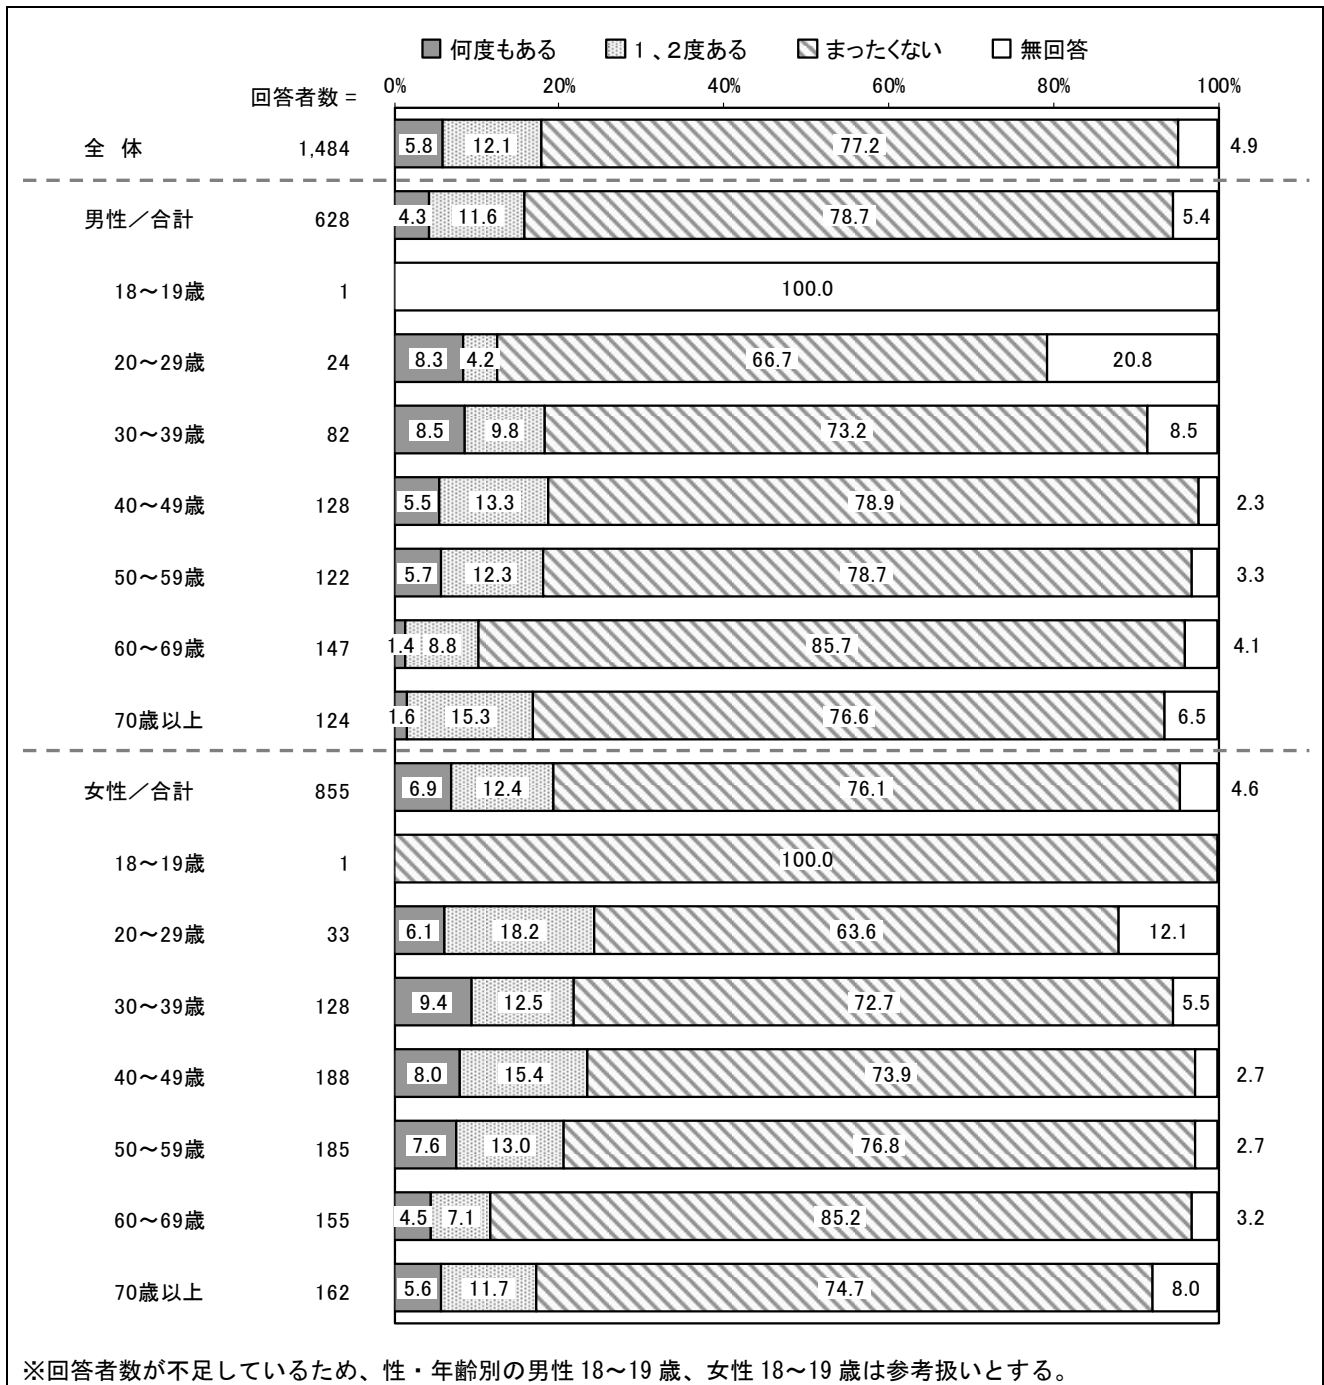 何度もある １、２度ある まったくない 無回答
回答者数＝ 0% 20% 40% 60% 80% 100%
全 体 1,484 5.8 12.1 77.2 4.9
男性／合計 628 4.3 11.6 78.7 5.4
18～19歳 1 100.0
20～29歳 24 8.3 4.2 66.7 20.8
30～39歳 82 8.5 9.8 73.2 8.5
40～49歳 128 5.5 13.3 78.9 2.3
50～59歳 122 5.7 12.3 78.7 3.3
60～69歳 147 1.4 8.8 85.7 4.1
70歳以上 124 1.6 15.3 76.6 6.5
女性／合計 855 6.9 12.4 76.1 4.6
18～19歳 1 100.0
20～29歳 33 6.1 18.2 63.6 12.1
30～39歳 128 9.4 12.5 72.7 5.5
40～49歳 188 8.0 15.4 73.9 2.7
50～59歳 185 7.6 13.0 76.8 2.7
60～69歳 155 4.5 7.1 85.2 3.2
70歳以上 162 5.6 11.7 74.7 8.0
※回答者数が不足しているため、性・年齢別の男性 18～19 歳、女性 18～19 歳は参考扱いとする。